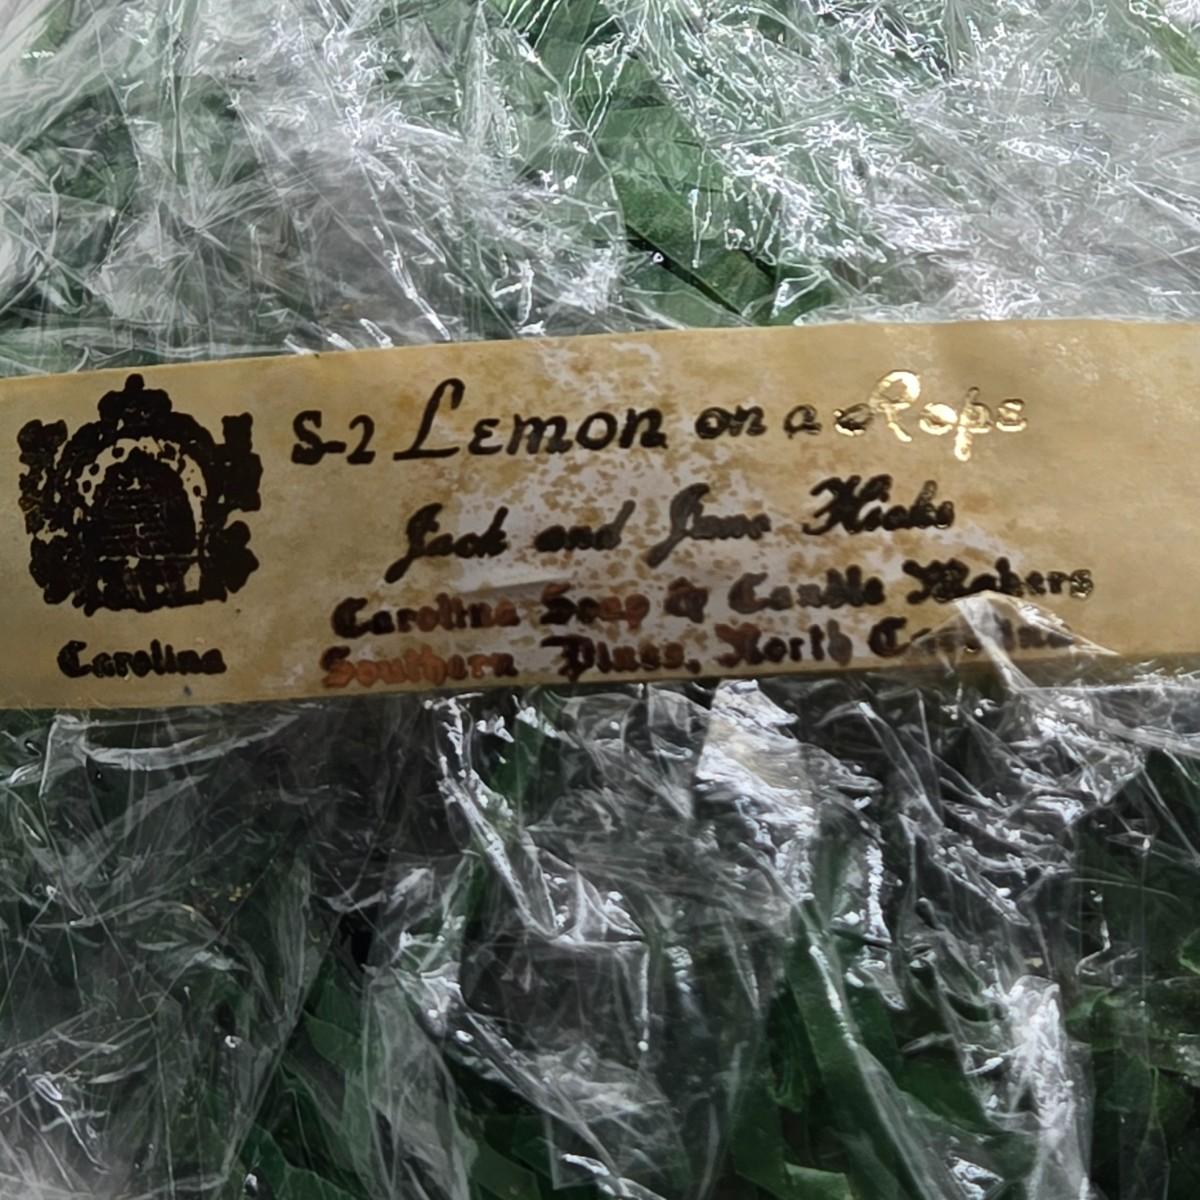 S-2 Lemon on a Rope
Jack and Jane Hicks
Carolina Soap & Candle Makers
Southern Pines, North Carolina
Carolina